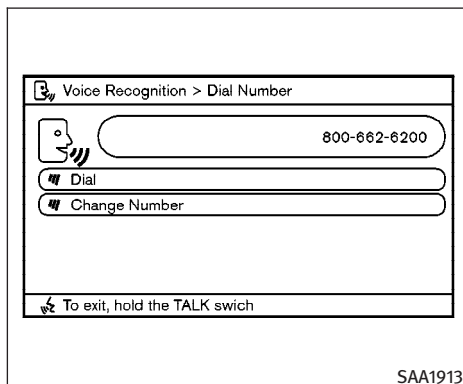 Voice Recognition > Dial Number
800-662-6200
Dial
Change Number
To exit, hold the TALK swich
SAA1913